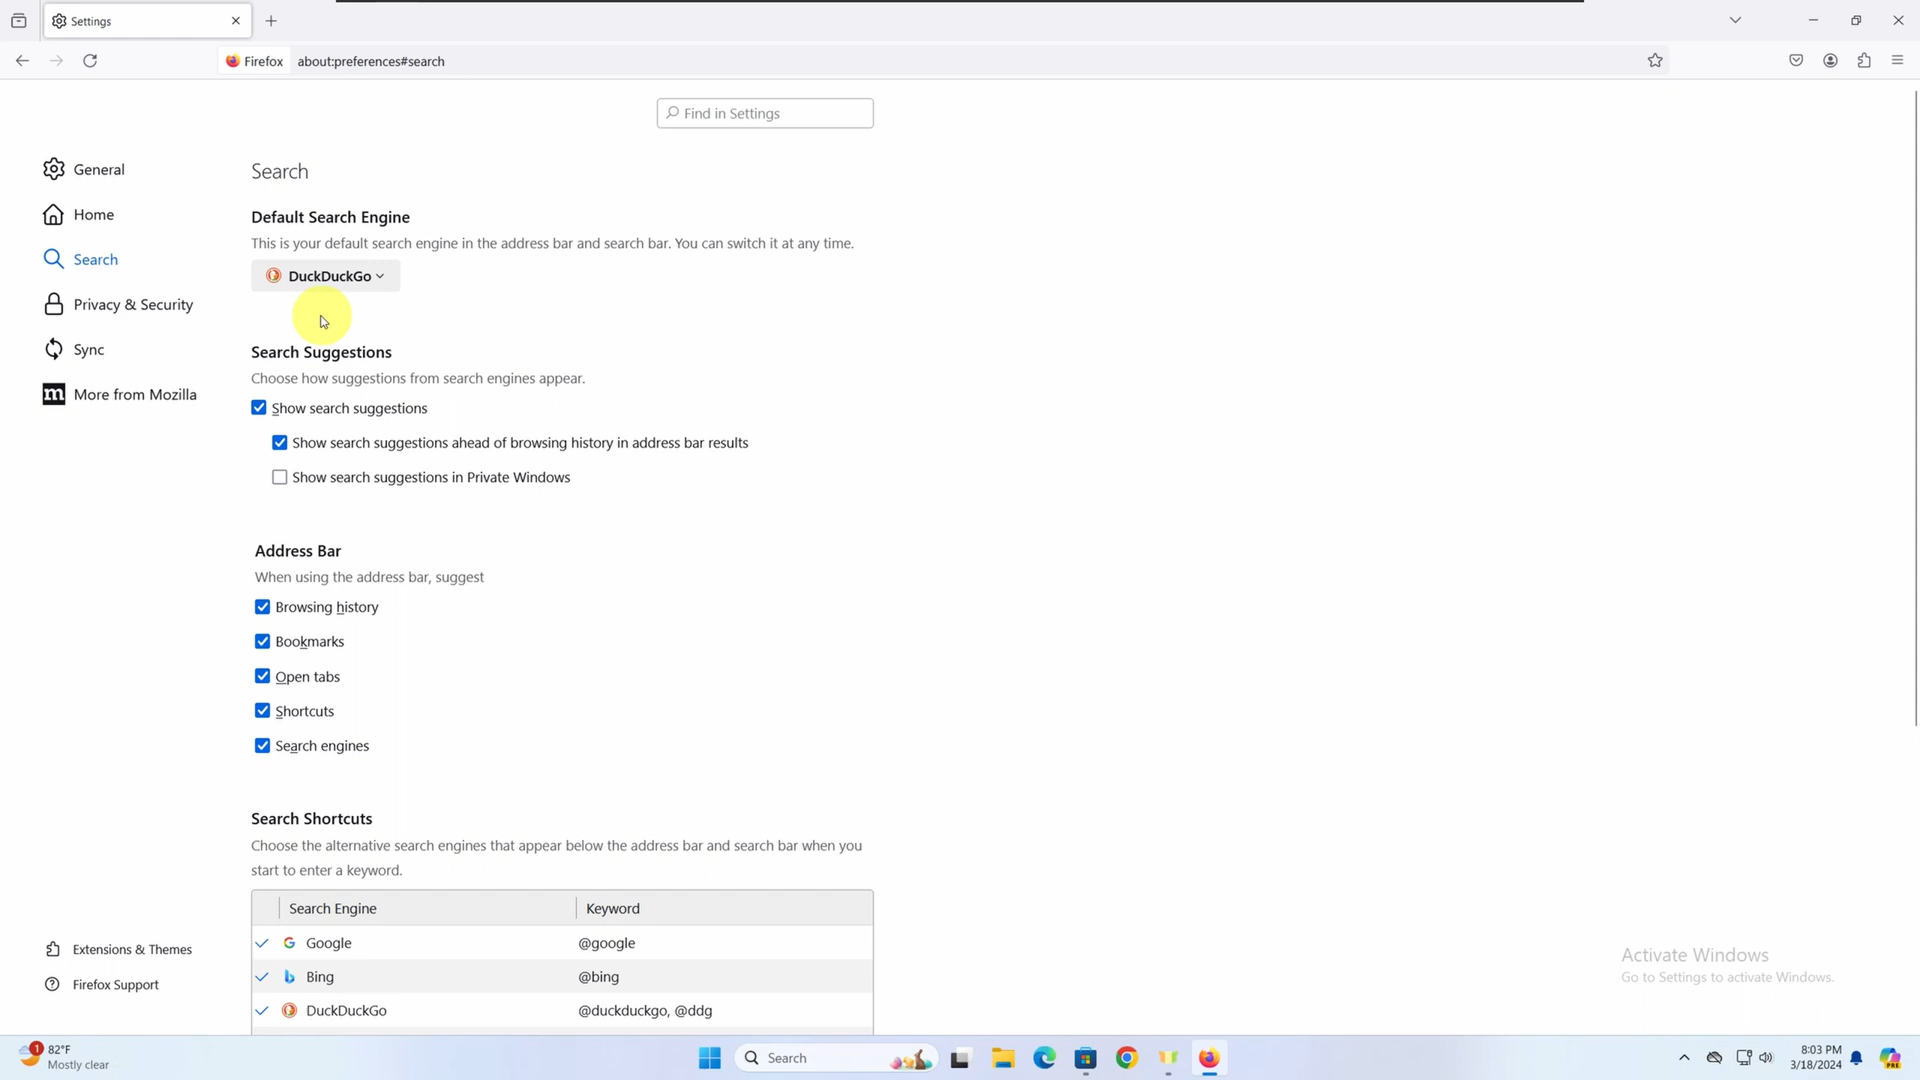 Settings
Firefox
about:preferences#search
Find in Settings
General
Home
Search
Privacy & Security
Sync
More from Mozilla
Extensions & Themes
Firefox Support
Search
Default Search Engine
This is your default search engine in the address bar and search bar. You can switch it at any time.
DuckDuckGo
Search Suggestions
Choose how suggestions from search engines appear.
Show search suggestions
Show search suggestions ahead of browsing history in address bar results
Show search suggestions in Private Windows
Address Bar
When using the address bar, suggest
Browsing history
Bookmarks
Open tabs
Shortcuts
Search engines
Search Shortcuts
Choose the alternative search engines that appear below the address bar and search bar when you
start to enter a keyword.
Search Engine Keyword
Google @google
Bing @bing
DuckDuckGo @duckduckgo, @ddg
Activate Windows
Go to Settings to activate Windows.
1
82°F
Mostly clear
Search
8:03 PM
3/18/2024
PRE